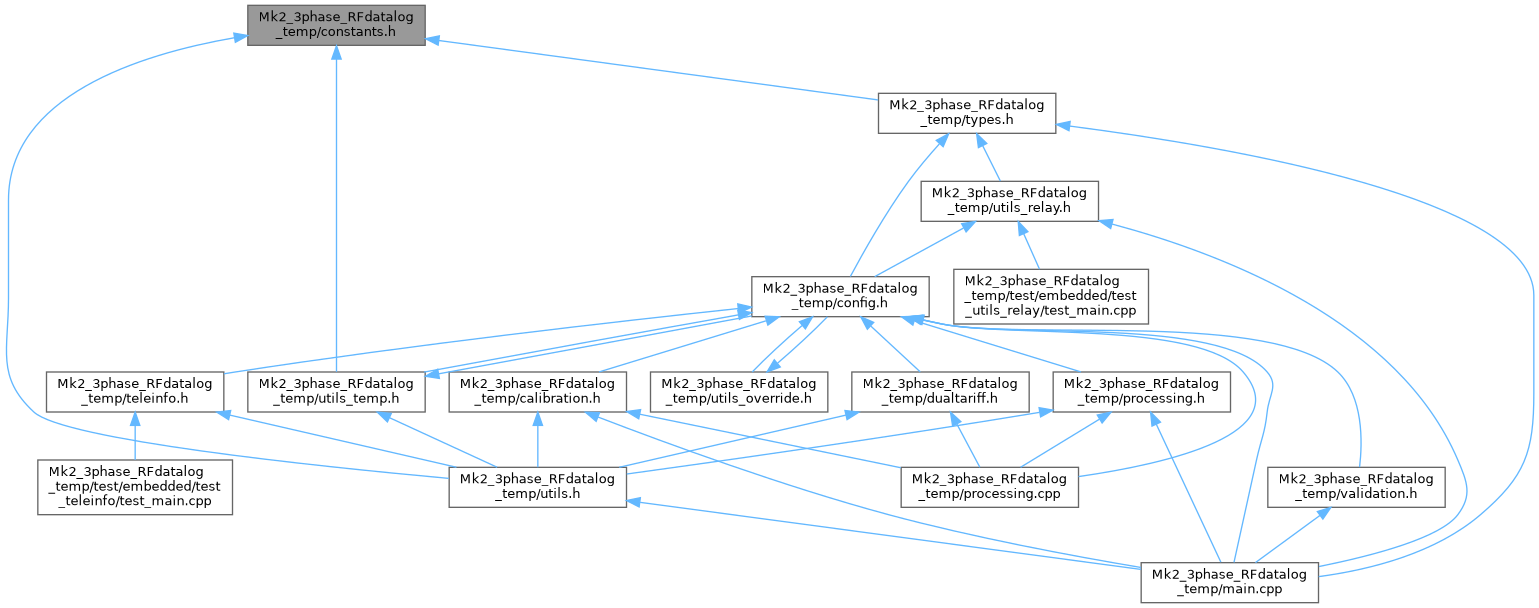 Mk2_3phase_RFdatalog
_temp/constants.h
Mk2_3phase_RFdatalog
_temp/types.h
Mk2_3phase_RFdatalog
_temp/utils_relay.h
Mk2_3phase_RFdatalog
_temp/config.h
Mk2_3phase_RFdatalog
_temp/test/embedded/test
_utils_relay/test_main.cpp
Mk2_3phase_RFdatalog
_temp/teleinfo.h
Mk2_3phase_RFdatalog
_temp/utils_temp.h
Mk2_3phase_RFdatalog
_temp/calibration.h
Mk2_3phase_RFdatalog
_temp/utils_override.h
Mk2_3phase_RFdatalog
_temp/dualtariff.h
Mk2_3phase_RFdatalog
_temp/processing.h
Mk2_3phase_RFdatalog
_temp/test/embedded/test
_teleinfo/test_main.cpp
Mk2_3phase_RFdatalog
_temp/utils.h
Mk2_3phase_RFdatalog
_temp/processing.cpp
Mk2_3phase_RFdatalog
_temp/validation.h
Mk2_3phase_RFdatalog
_temp/main.cpp